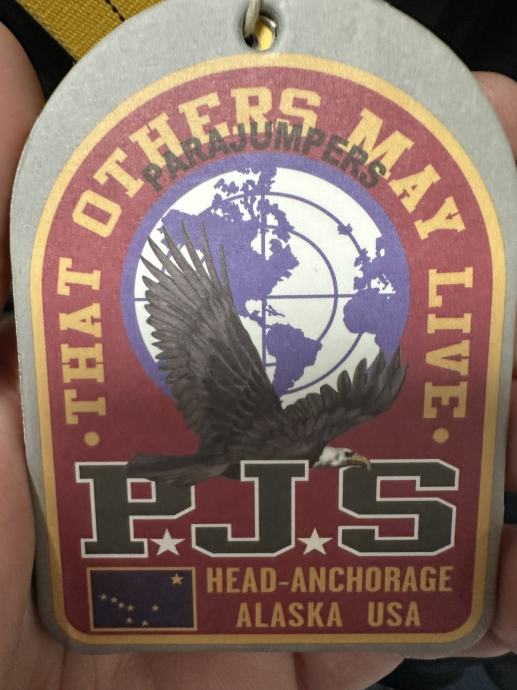 • THAT OTHERS MAY LIVE •
PARAJUMPERS
P.J.S
HEAD-ANCHORAGE
ALASKA USA